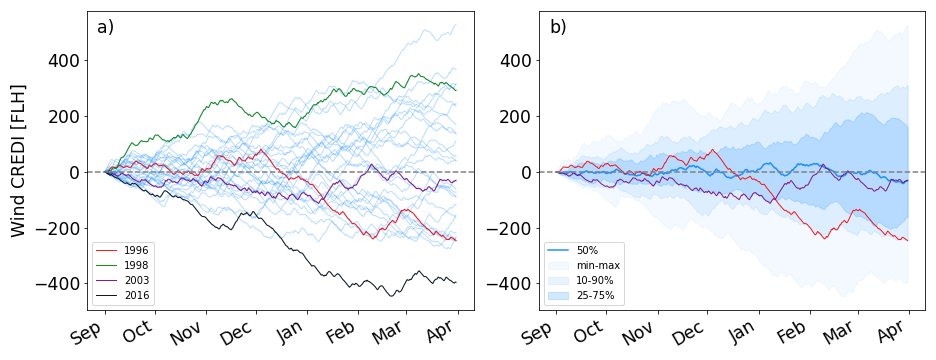 a)
Wind CREDI [FLH]
400
200
0
−200
−400
1996
1998
2003
2016
Sep
Oct
Nov
Dec
Jan
Feb
Mar
Apr
b)
400
200
0
−200
−400
50%
min-max
10-90%
25-75%
Sep
Oct
Nov
Dec
Jan
Feb
Mar
Apr